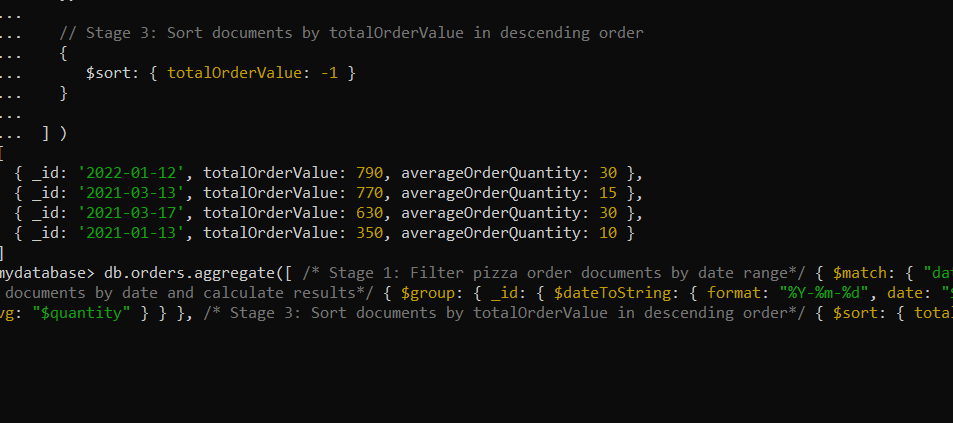 ...
...    // Stage 3: Sort documents by totalOrderValue in descending order
...    {
...       $sort: { totalOrderValue: -1 }
...    }
...
...  ] )
[
  { _id: '2022-01-12', totalOrderValue: 790, averageOrderQuantity: 30 },
  { _id: '2021-03-13', totalOrderValue: 770, averageOrderQuantity: 15 },
  { _id: '2021-03-17', totalOrderValue: 630, averageOrderQuantity: 30 },
  { _id: '2021-01-13', totalOrderValue: 350, averageOrderQuantity: 10 }
]
mydatabase> db.orders.aggregate([ /* Stage 1: Filter pizza order documents by date range*/ { $match: { "dat
documents by date and calculate results*/ { $group: { _id: { $dateToString: { format: "%Y-%m-%d", date: "$
vg: "$quantity" } } }, /* Stage 3: Sort documents by totalOrderValue in descending order*/ { $sort: { total